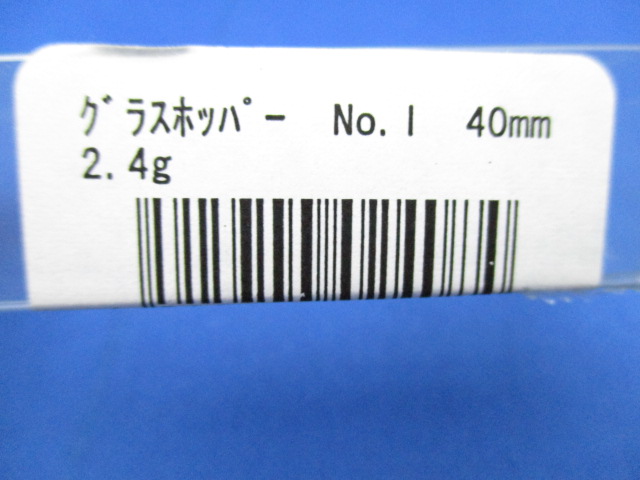 ｸﾞﾗｽﾎｯﾊﾟｰ No.1 40mm
2.4g